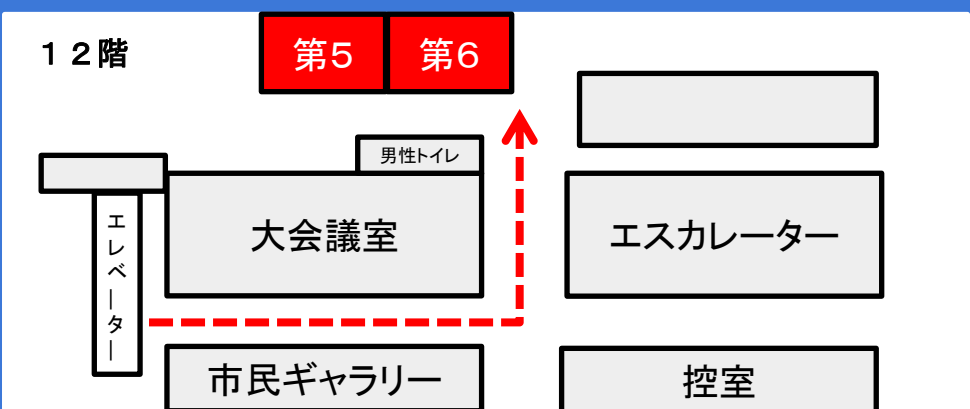 １２階
第5
第6
男性トイレ
エレベーター
大会議室
エスカレーター
市民ギャラリー
控室